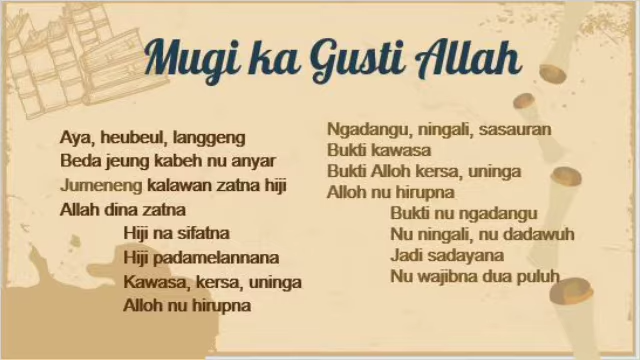 Mugi ka Gusti Allah
Aya, heubeul, langgeng
Beda jeung kabeh nu anyar
Jumeneng kalawan zatna hiji
Allah dina zatna
Hiji na sifatna
Hiji padamelannana
Kawasa, kersa, uninga
Alloh nu hirupna
Ngadangu, ningali, sasauran
Bukti kawasa
Bukti Alloh kersa, uninga
Alloh nu hirupna
Bukti nu ngadangu
Nu ningali, nu dadawuh
Jadi sadayana
Nu wajibna dua puluh